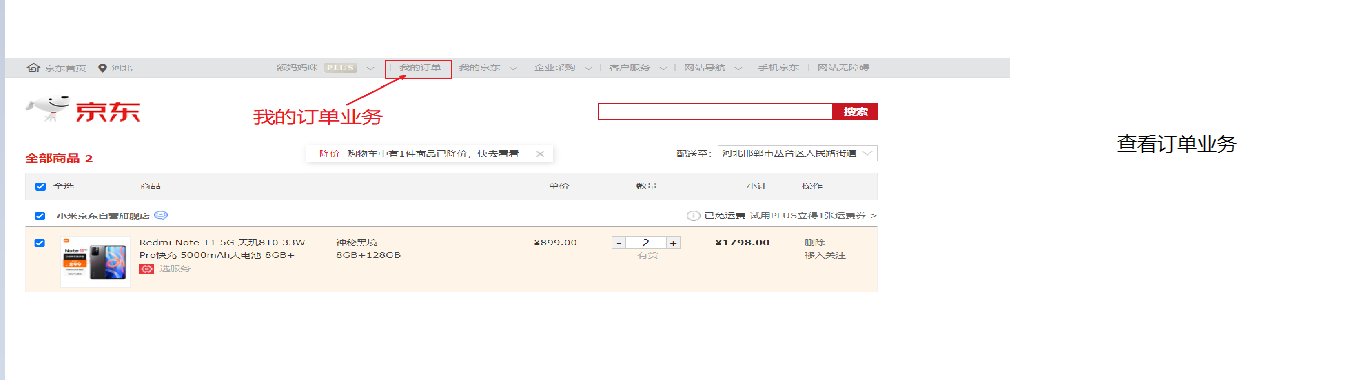 京东首页 河北 PLUS 我的订单 我的京东 企业采购 客户服务 网站导航 手机京东 网站无障碍
京东
搜索
我的订单业务
查看订单业务
全部商品 2
降价 购物车中有1件商品已降价，快去看看
配送至： 河北邯郸市丛台区人民路街道
全选 商品 单价 数量 小计 操作
小米京东自营旗舰店
已免运费 试用PLUS立得1张运费券 >
Redmi Note 11 5G 天玑810 33W
Pro快充 5000mAh大电池 8GB+
选服务
神秘黑境
8GB+128GB
¥899.00
- 2 +
有货
¥1798.00
删除
移入关注